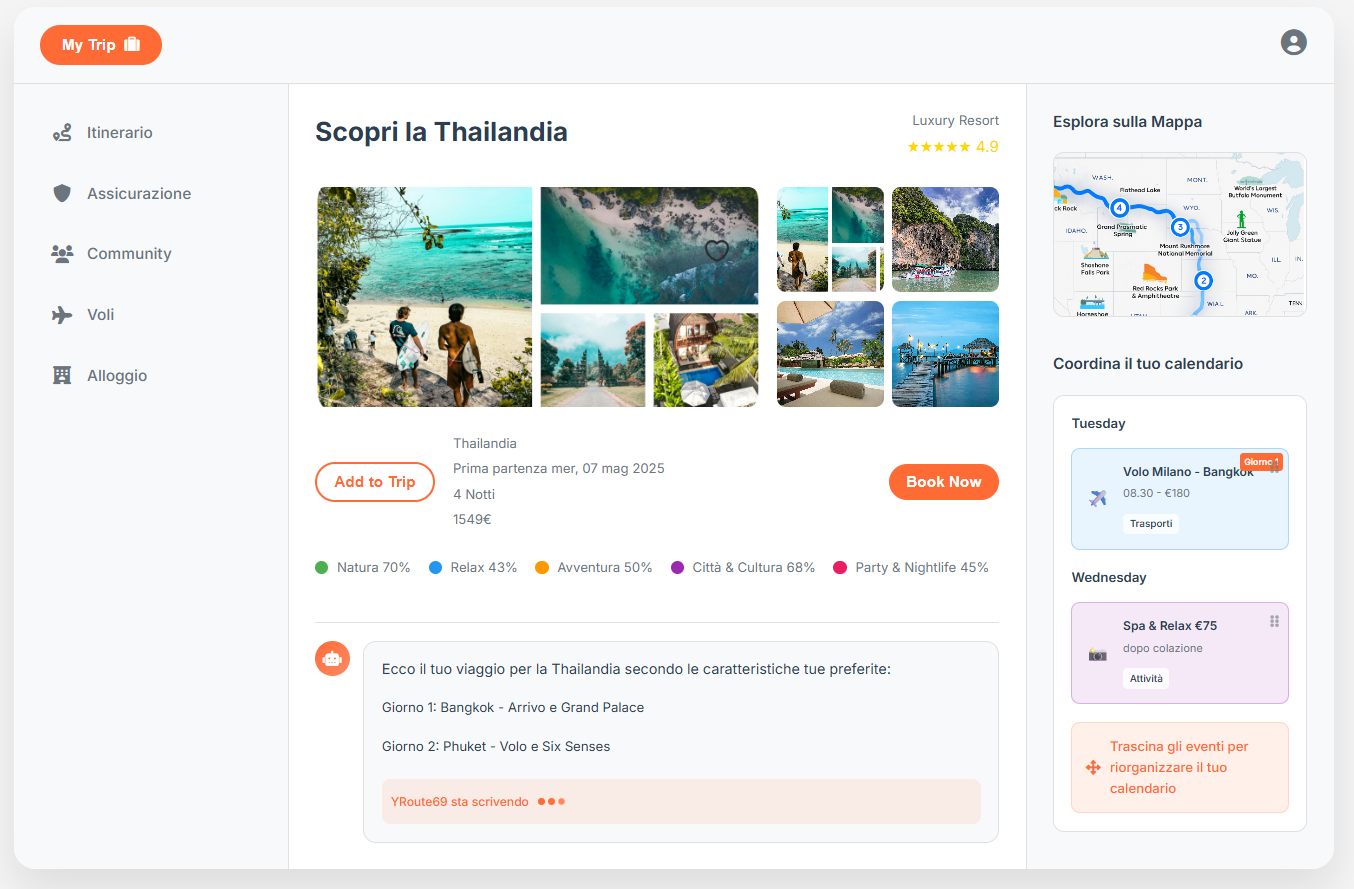 My Trip
Itinerario
Assicurazione
Community
Voli
Alloggio
Scopri la Thailandia
Luxury Resort
★★★★★ 4.9
Add to Trip
Thailandia
Prima partenza mer, 07 mag 2025
4 Notti
1549€
Book Now
Natura 70%
Relax 43%
Avventura 50%
Città & Cultura 68%
Party & Nightlife 45%
Ecco il tuo viaggio per la Thailandia secondo le caratteristiche tue preferite:
Giorno 1: Bangkok - Arrivo e Grand Palace
Giorno 2: Phuket - Volo e Six Senses
YRoute69 sta scrivendo
Esplora sulla Mappa
WASH.
MONT.
Flathead Lake
World's Largest
Buffalo Monument
ck Rock
4
WYO.
WIS.
Grand Prasmatic
Spring
3
IDAHO.
Jolly Green
Giant Statue
Mount Rushmore
National Memorial
Shoshone
Falls Park
ILL.
IN.
MO.
2
Red Rocks Park
& Amphitheatre
Horseshoe
UTAH
WIAL.
TENN
ARK.
Coordina il tuo calendario
Tuesday
Giorno 1
Volo Milano - Bangkok
08.30 - €180
Trasporti
Wednesday
Spa & Relax €75
dopo colazione
Attività
Trascina gli eventi per
riorganizzare il tuo
calendario